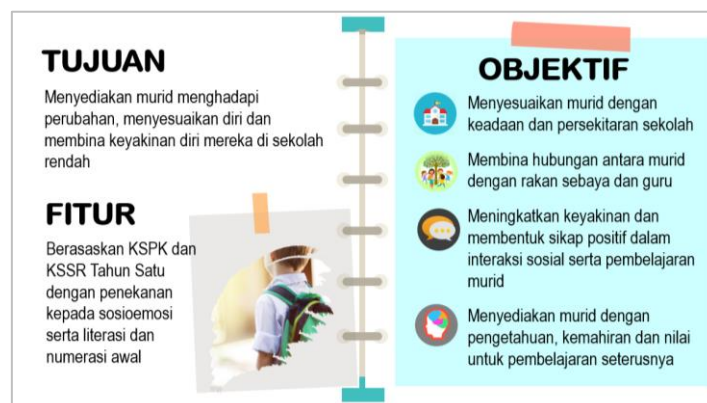 TUJUAN
Menyediakan murid menghadapi
perubahan, menyesuaikan diri dan
membina keyakinan diri mereka di sekolah
rendah
FITUR
Berasaskan KSPK dan
KSSR Tahun Satu
dengan penekanan
kepada sosioemosi
serta literasi dan
numerasi awal
OBJEKTIF
Menyesuaikan murid dengan
keadaan dan persekitaran sekolah
Membina hubungan antara murid
dengan rakan sebaya dan guru
Meningkatkan keyakinan dan
membentuk sikap positif dalam
interaksi sosial serta pembelajaran
murid
Menyediakan murid dengan
pengetahuan, kemahiran dan nilai
untuk pembelajaran seterusnya